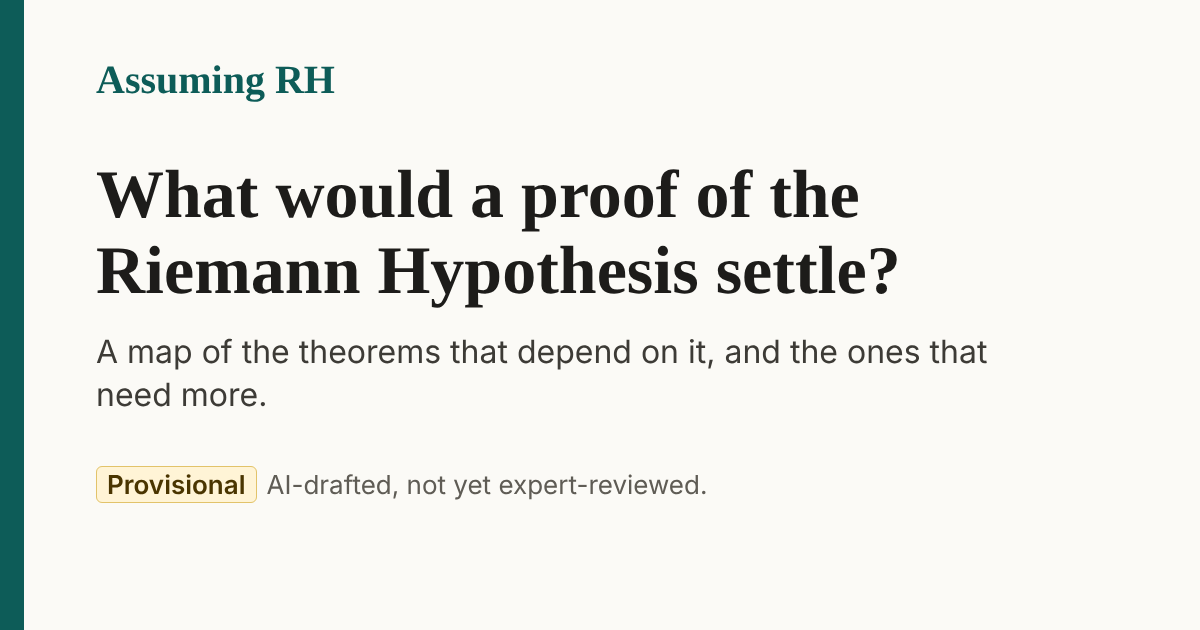 Assuming RH
What would a proof of the
Riemann Hypothesis settle?
A map of the theorems that depend on it, and the ones that
need more.
Provisional AI-drafted, not yet expert-reviewed.